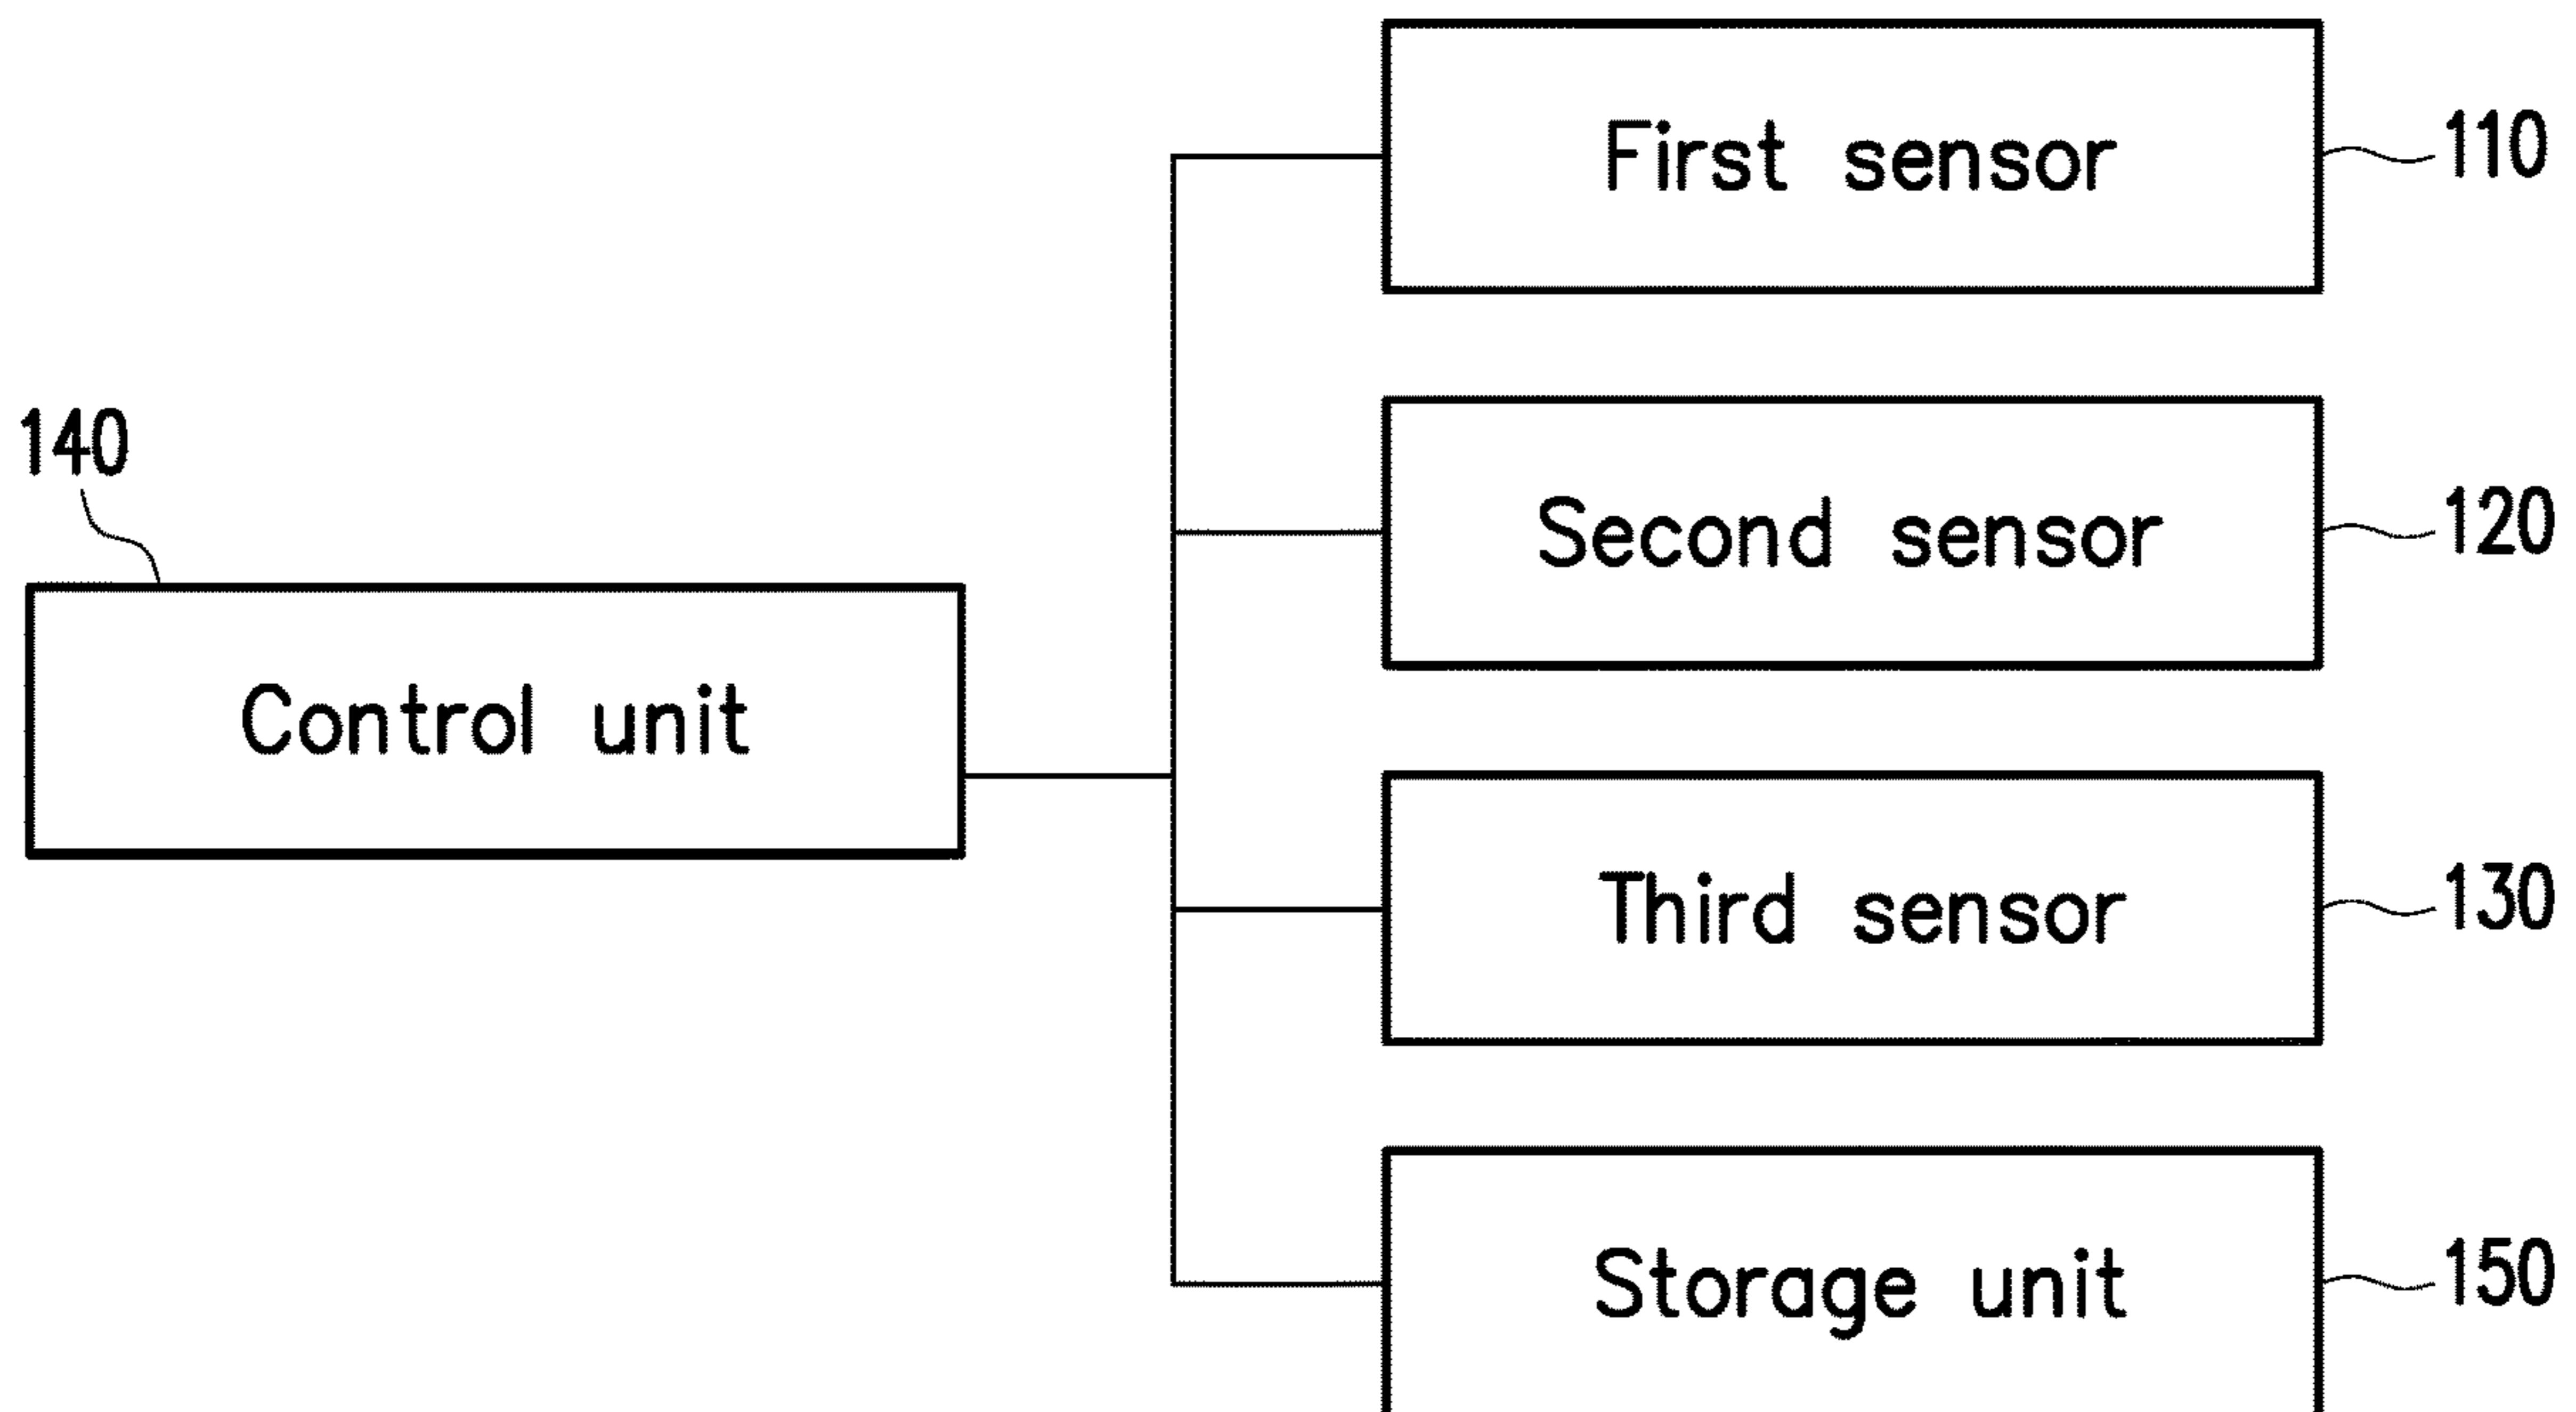 First sensor
110
140
Second sensor
120
Control unit
Third sensor
130
Storage unit
150